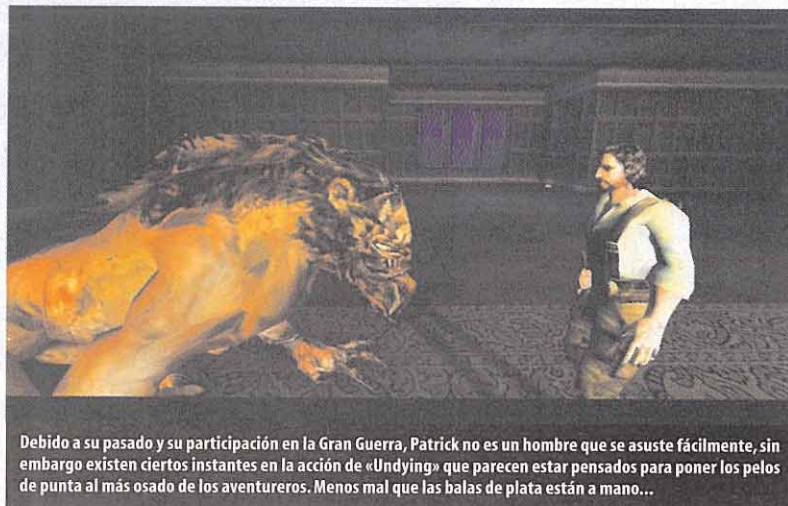 Debido a su pasado y su participación en la Gran Guerra, Patrick no es un hombre que se asuste fácilmente, sin
embargo existen ciertos instantes en la acción de «Undying» que parecen estar pensados para poner los pelos
de punta al más osado de los aventureros. Menos mal que las balas de plata están a mano...